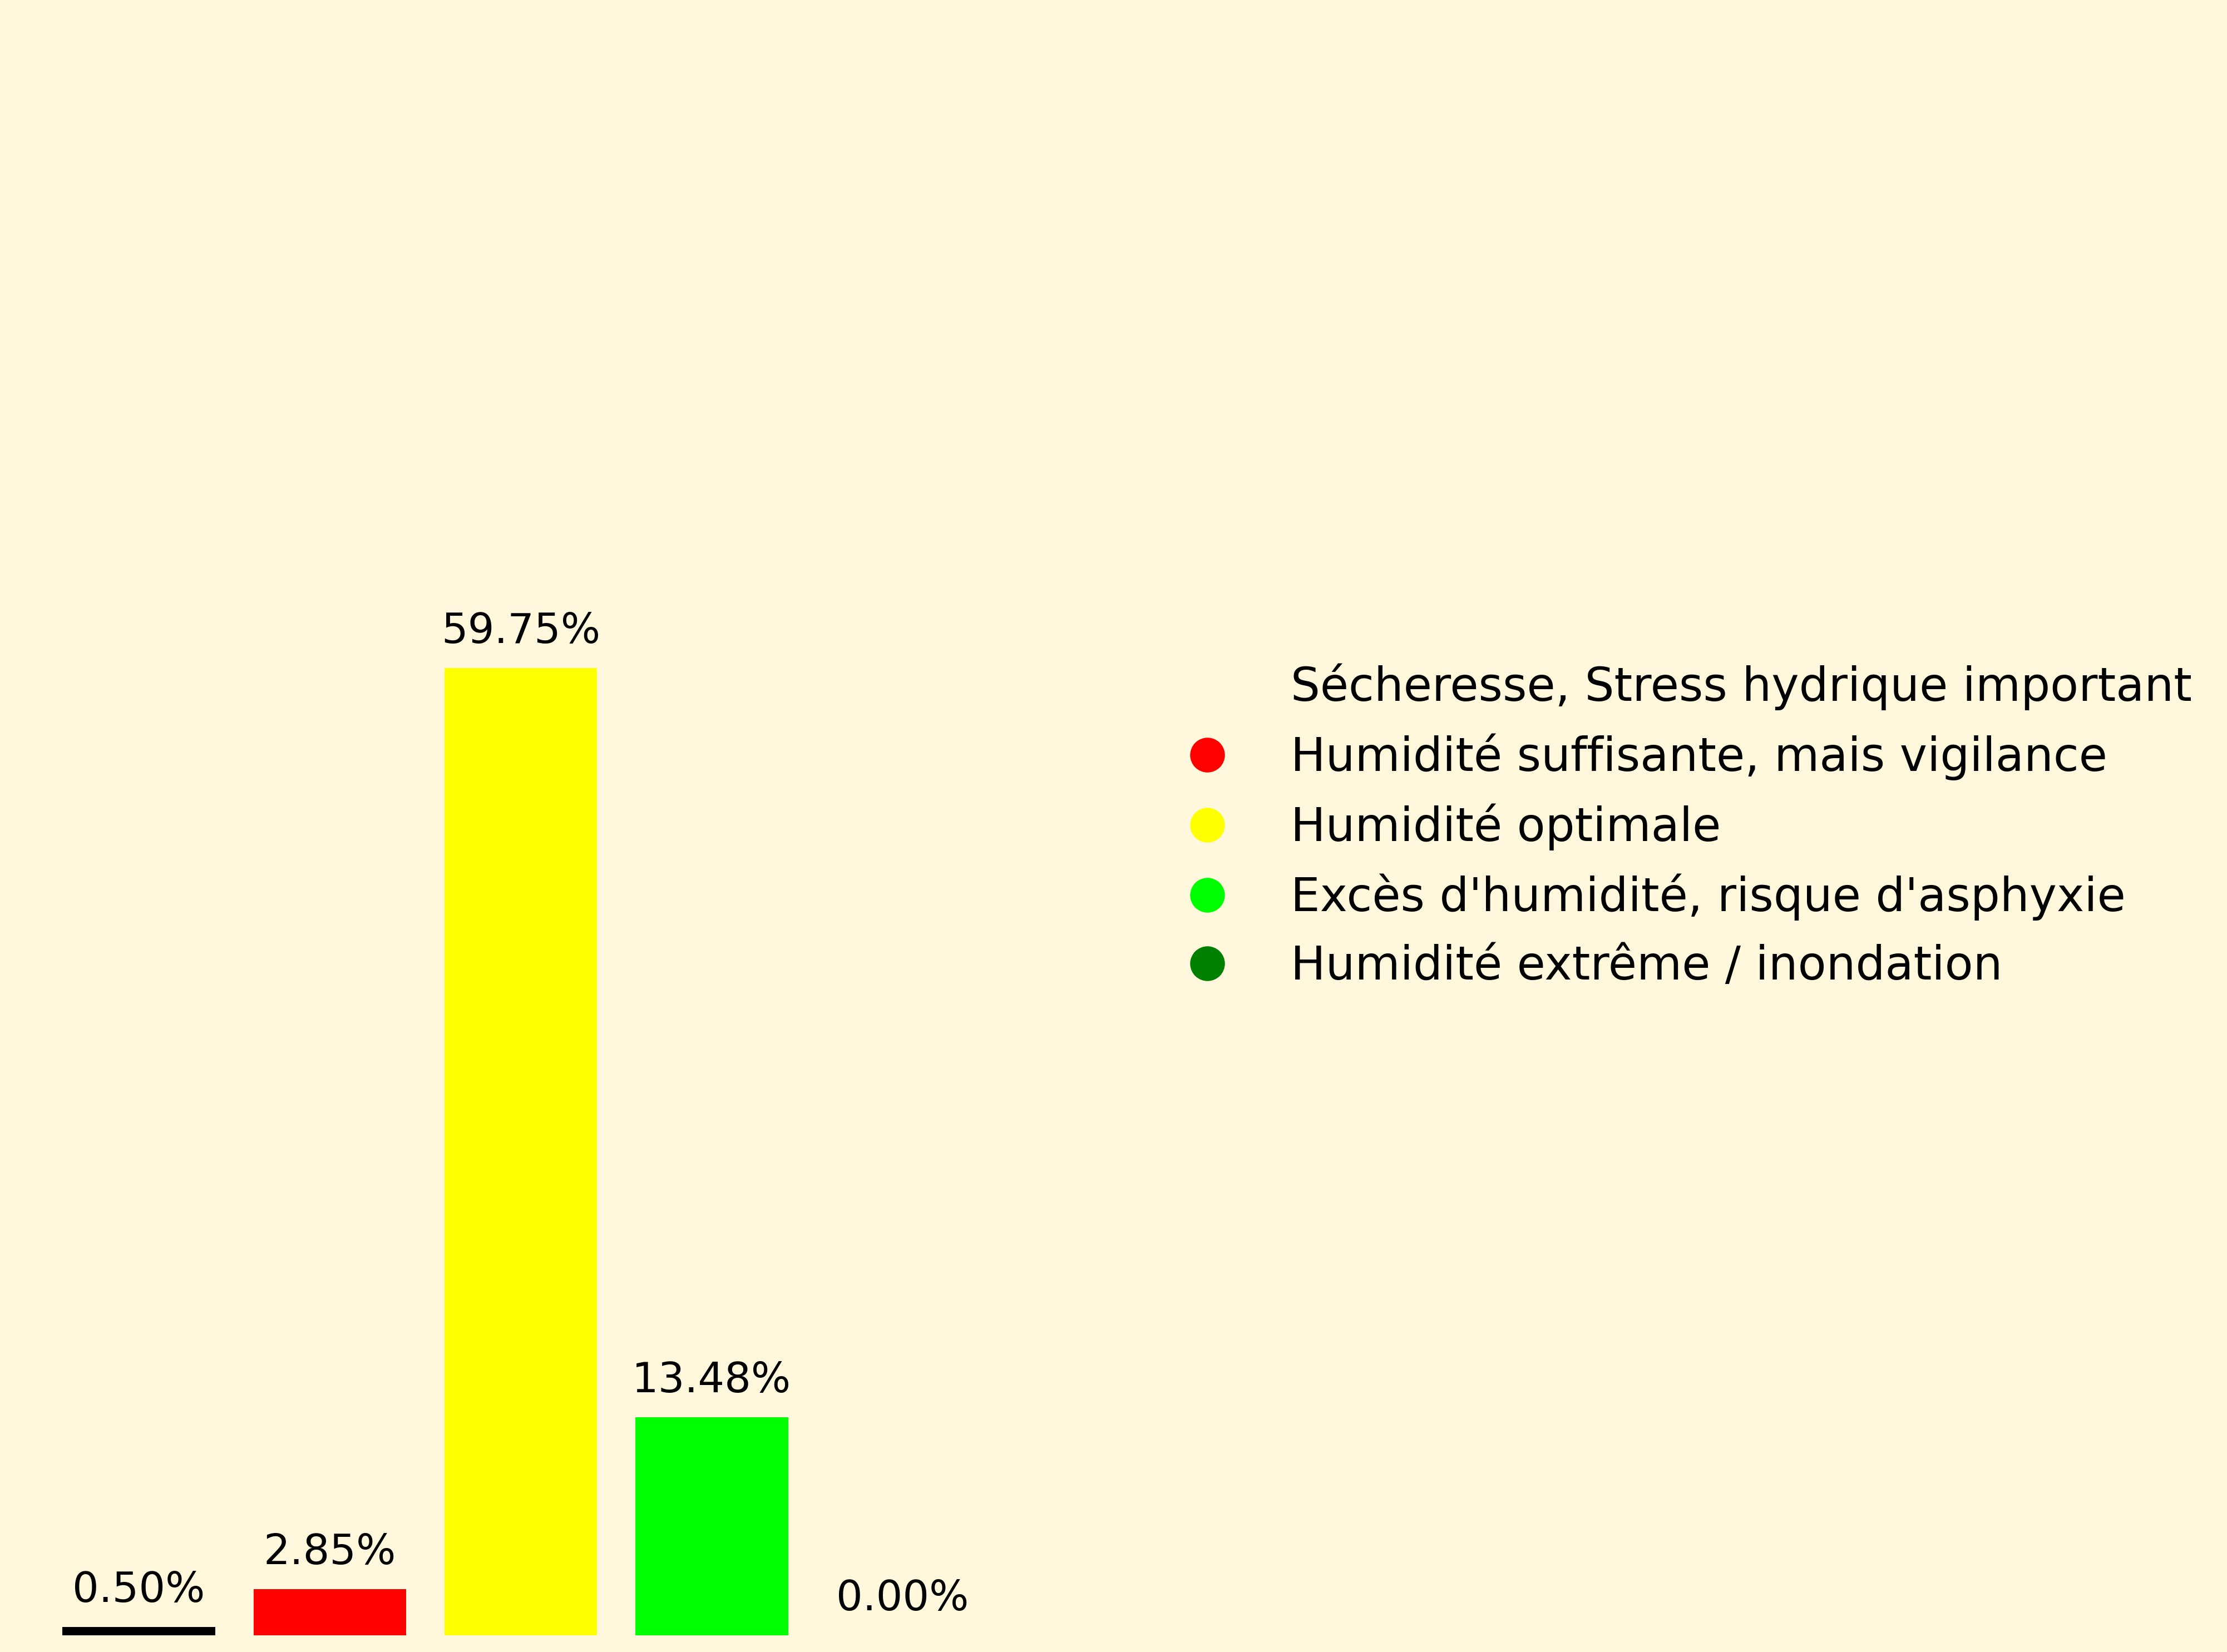 59.75%
Sécheresse, Stress hydrique important
Humidité suffisante, mais vigilance
Humidité optimale
Excès d'humidité, risque d'asphyxie
Humidité extrême / inondation
13.48%
2.85%
0.50%
0.00%